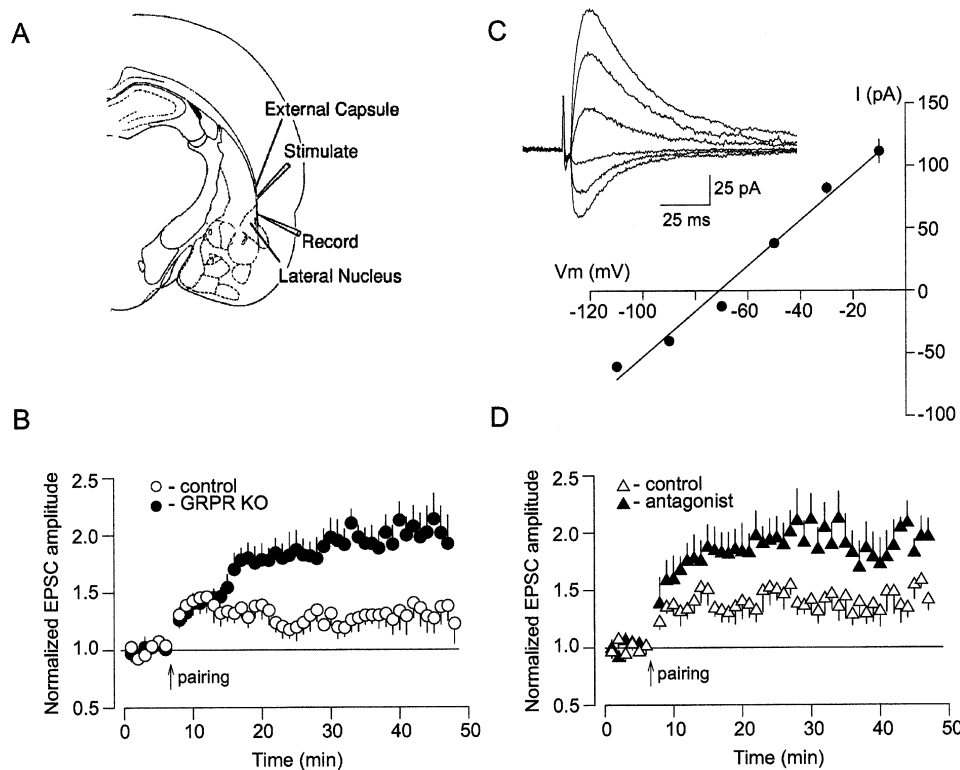 A
External Capsule
Stimulate
Record
Lateral Nucleus
C
I (pA)
150
100
50
0
-50
-100
25 pA
25 ms
Vm (mV)
-120 -100 -60 -40 -20
B
Normalized EPSC amplitude
2.5
2.0
1.5
1.0
0.5
- control
- GRPR KO
pairing
0 10 20 30 40 50
Time (min)
D
Normalized EPSC amplitude
2.5
2.0
1.5
1.0
0.5
- control
- antagonist
pairing
0 10 20 30 40 50
Time (min)